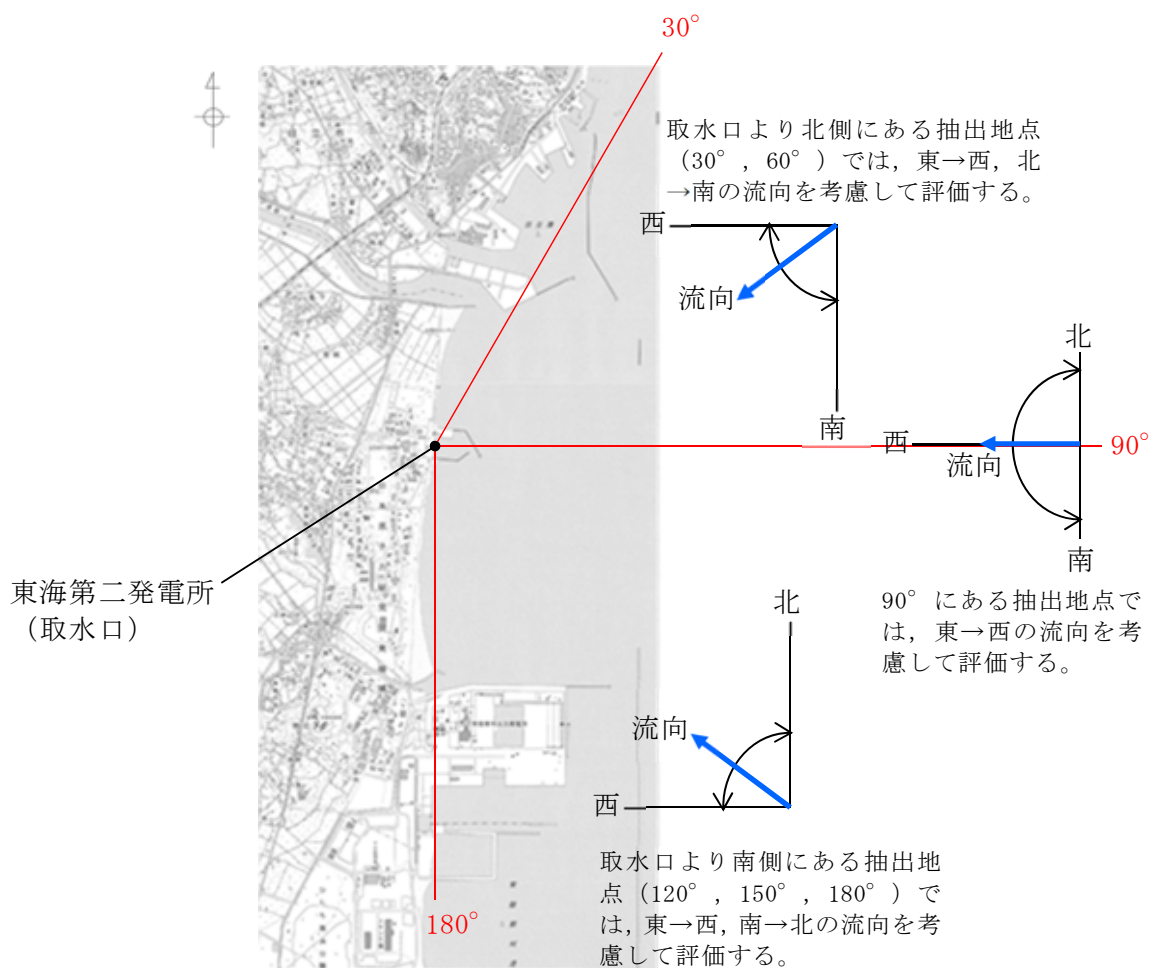 30°
4
取水口より北側にある抽出地点
（30°，60°）では，東→西，北
→南の流向を考慮して評価する。
西
流向
南
北
西
流向
90°
南
東海第二発電所
（取水口）
90°にある抽出地点で
は，東→西の流向を考
慮して評価する。
北
流向
西
取水口より南側にある抽出地
点（120°，150°，180°）で
は，東→西，南→北の流向を考
慮して評価する。
180°